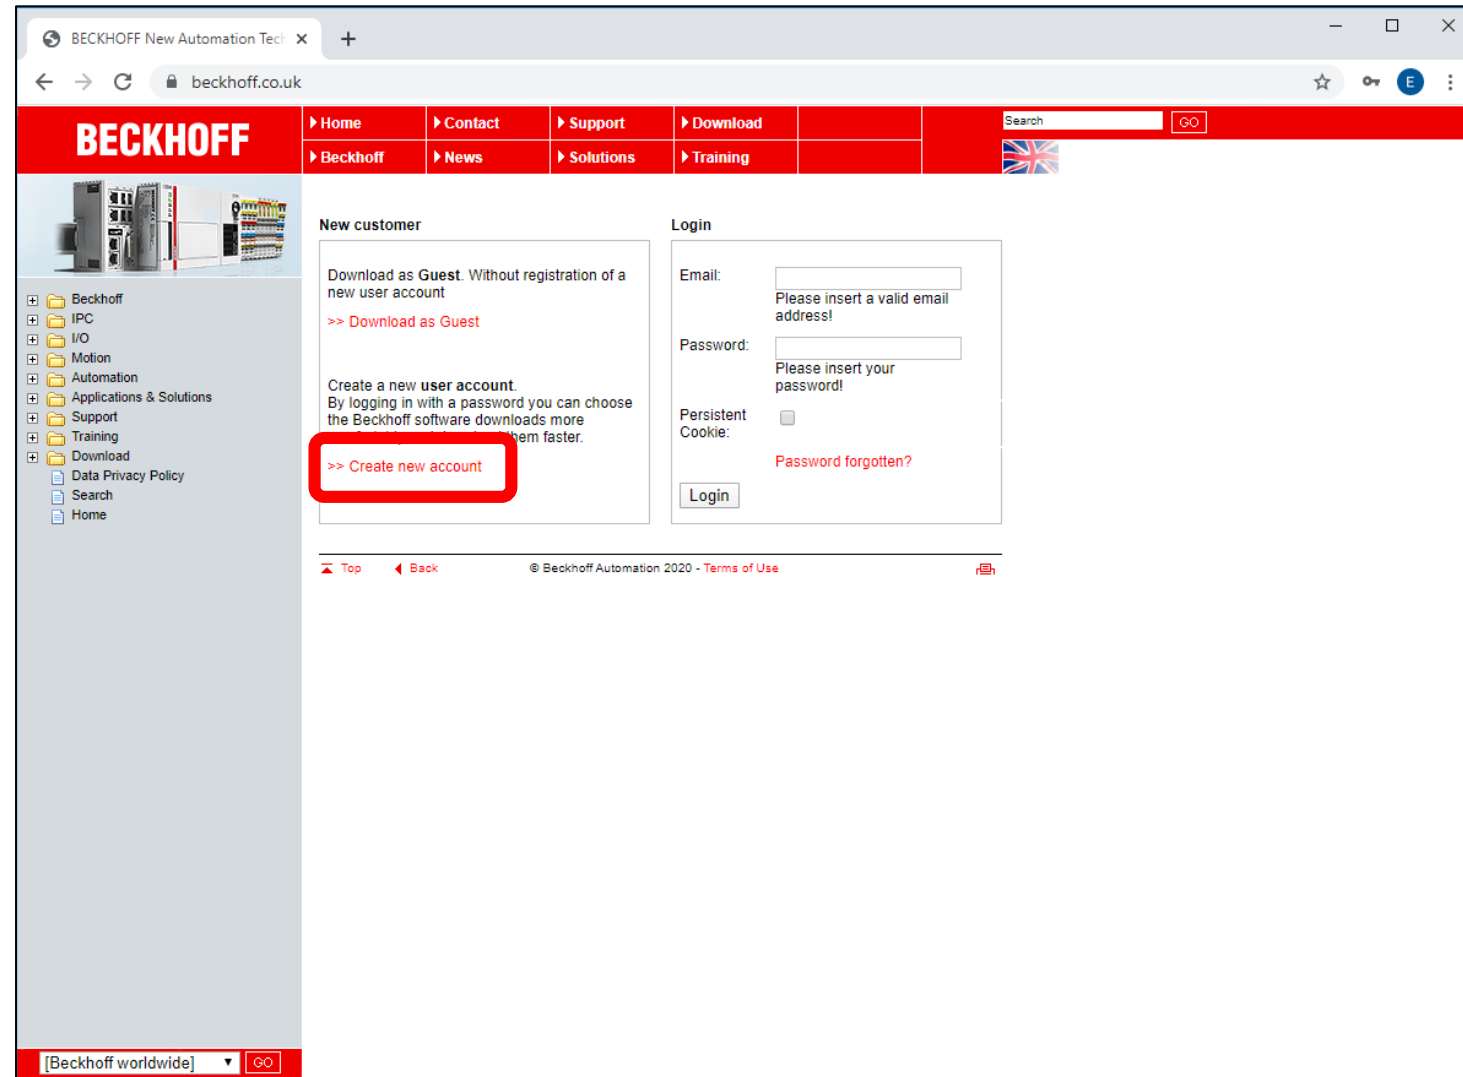 BECKHOFF New Automation Tech
beckhoff.co.uk
E
BECKHOFF
Home
Contact
Support
Download
Search
GO
Beckhoff
News
Solutions
Training
Beckhoff
IPC
I/O
Motion
Automation
Applications & Solutions
Support
Training
Download
Data Privacy Policy
Search
Home
New customer
Download as Guest. Without registration of a
new user account
>> Download as Guest
Create a new user account.
By logging in with a password you can choose
the Beckhoff software downloads more
them faster.
>> Create new account
Login
Email:
Please insert a valid email
address!
Password:
Please insert your
password!
Persistent
Cookie:
Password forgotten?
Login
Top
Back
© Beckhoff Automation 2020 - Terms of Use
[Beckhoff worldwide]
GO